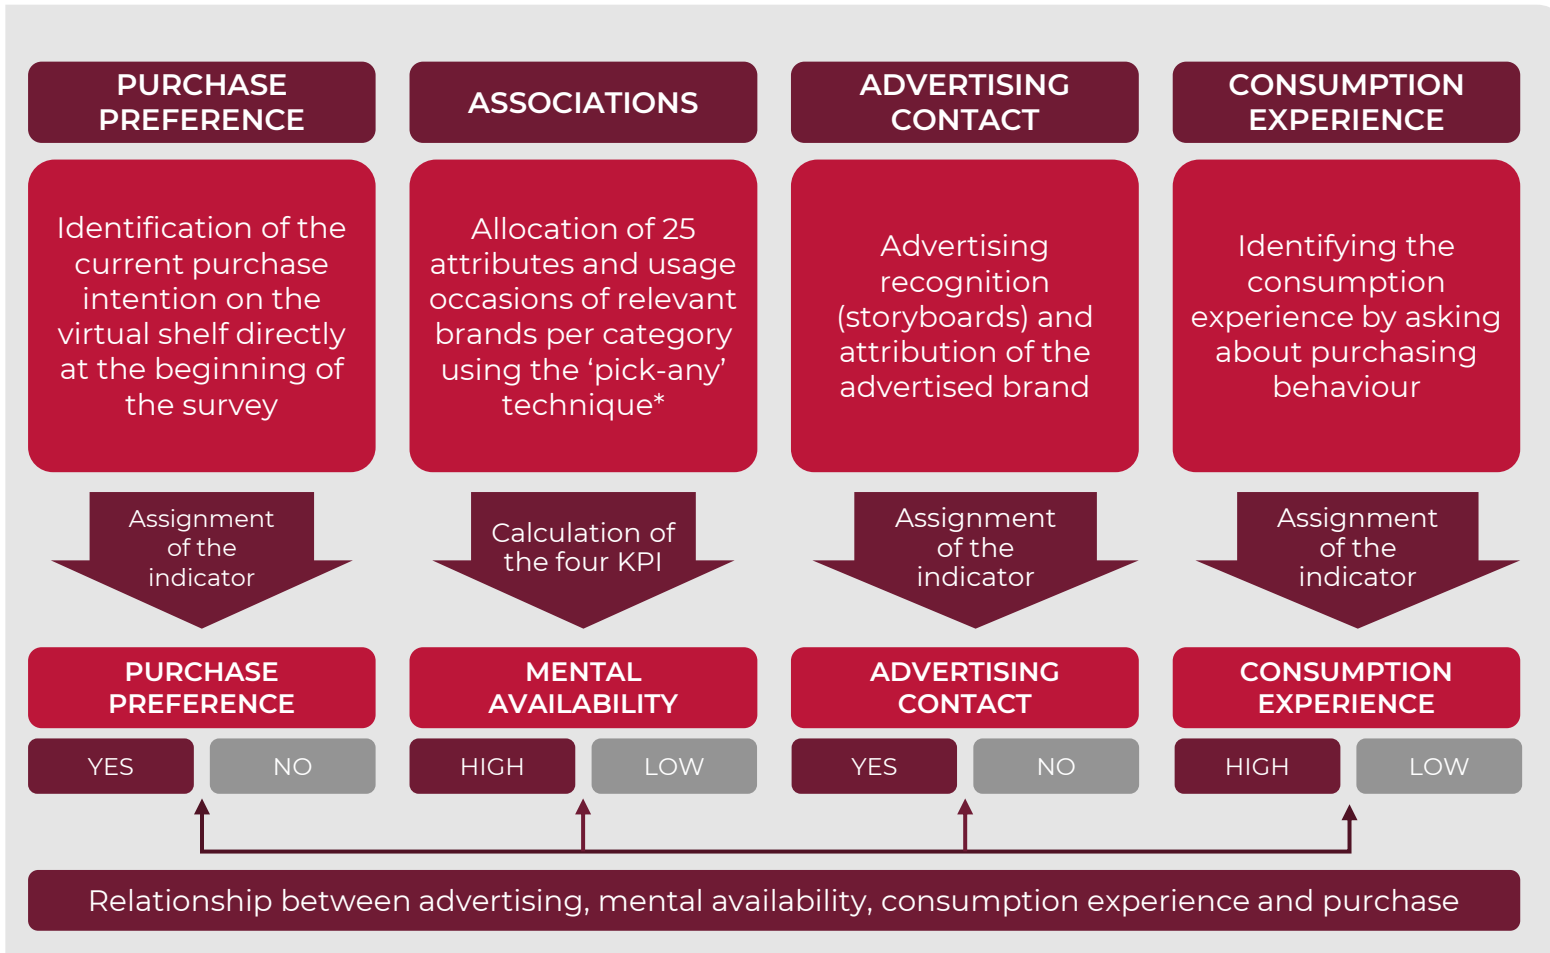 PURCHASE
PREFERENCE
Identification of the
current purchase
intention on the
virtual shelf directly
at the beginning of
the survey
Assignment
of the
indicator
PURCHASE
PREFERENCE
YES
NO
ASSOCIATIONS
Allocation of 25
attributes and usage
occasions of relevant
brands per category
using the ‘pick-any’
technique*
Calculation of
the four KPI
MENTAL
AVAILABILITY
HIGH
LOW
ADVERTISING
CONTACT
Advertising
recognition
(storyboards) and
attribution of the
advertised brand
Assignment
of the
indicator
ADVERTISING
CONTACT
YES
NO
CONSUMPTION
EXPERIENCE
Identifying the
consumption
experience by asking
about purchasing
behaviour
Assignment
of the
indicator
CONSUMPTION
EXPERIENCE
HIGH
LOW
Relationship between advertising, mental availability, consumption experience and purchase